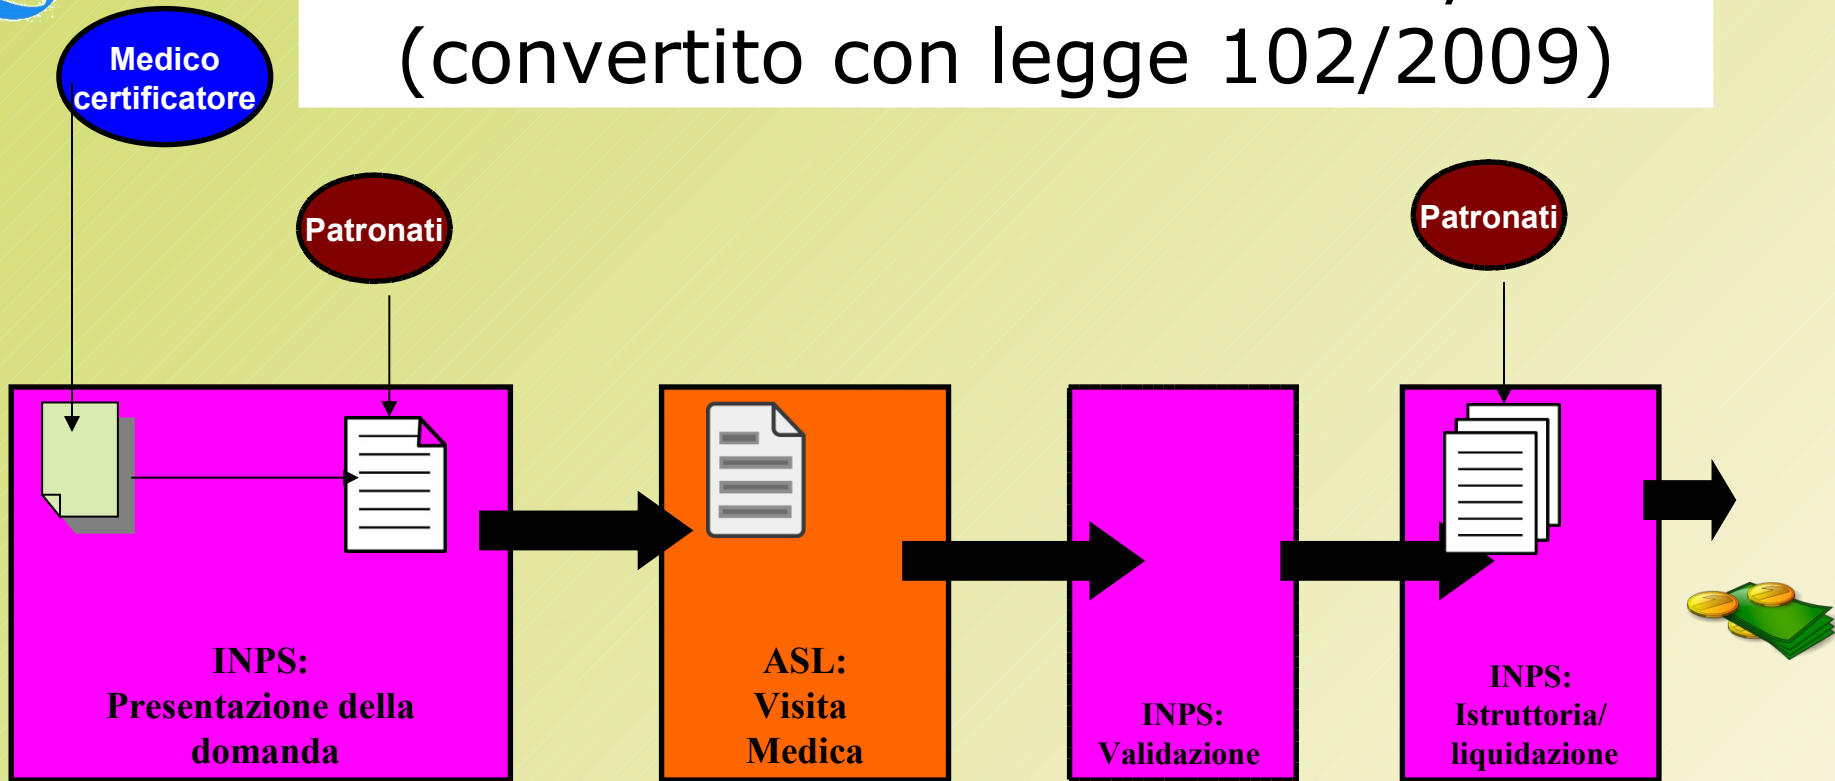 (convertito con legge 102/2009)
Medico
certificatore
Patronati
Patronati
INPS:
Presentazione della
domanda
ASL:
Visita
Medica
INPS:
Validazione
INPS:
Istruttoria/
liquidazione